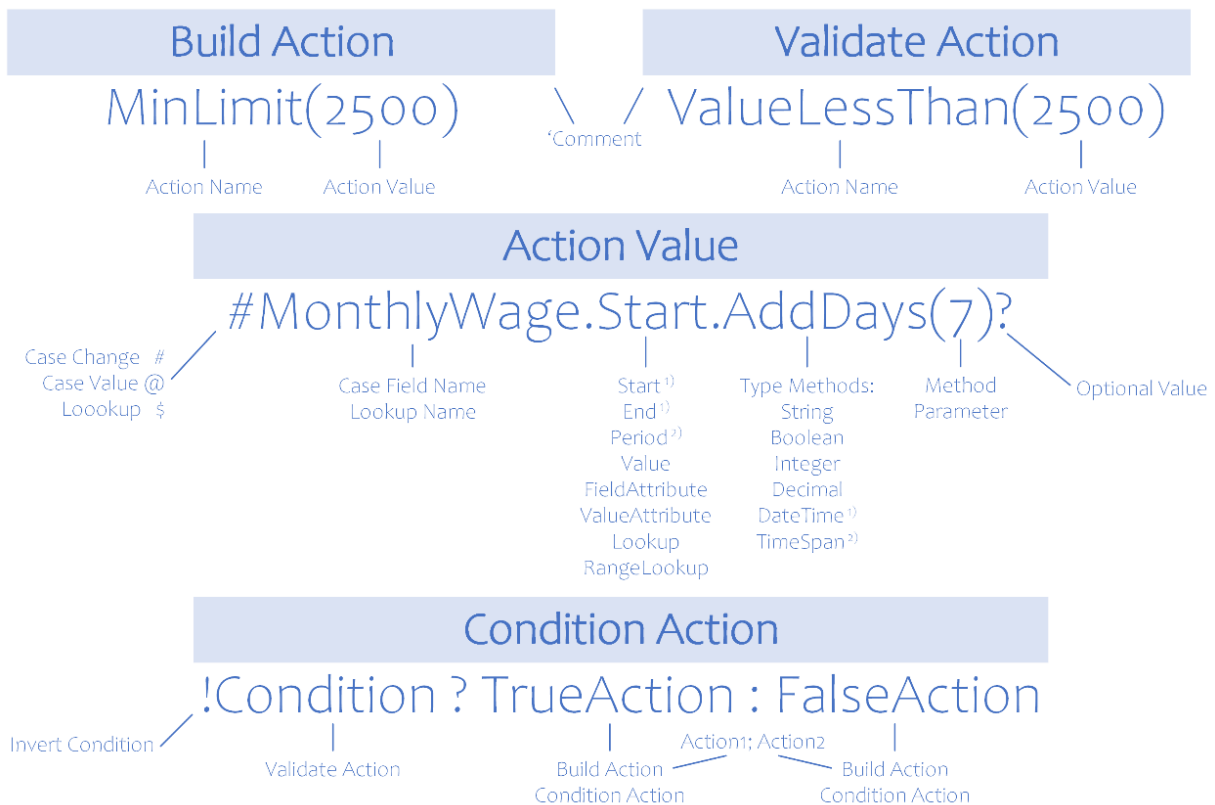 Build Action
Validate Action
MinLimit(2500)
ValueLessThan(2500)
‘Comment
Action Name
Action Value
Action Name
Action Value
Action Value
#MonthlyWage.Start.AddDays(7)?
Case Change #
Case Value @
Loookup $
Case Field Name
Lookup Name
Start 1)
End 1)
Period 2)
Value
FieldAttribute
ValueAttribute
Lookup
RangeLookup
Type Methods:
String
Boolean
Integer
Decimal
DateTime 1)
TimeSpan 2)
Method
Parameter
Optional Value
Condition Action
!Condition ? TrueAction : FalseAction
Invert Condition
Validate Action
Action1; Action2
Build Action
Condition Action
Build Action
Condition Action